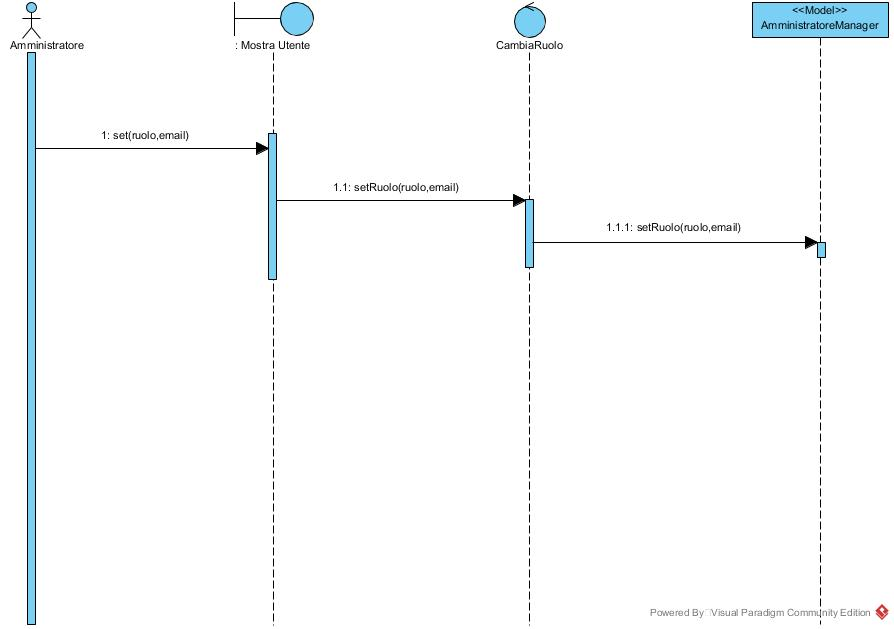 <<Model>>
AmministratoreManager
Amministratore
: Mostra Utente
CambiaRuolo
1: set(ruolo,email)
1.1: setRuolo(ruolo,email)
1.1.1: setRuolo(ruolo,email)
Powered By Visual Paradigm Community Edition